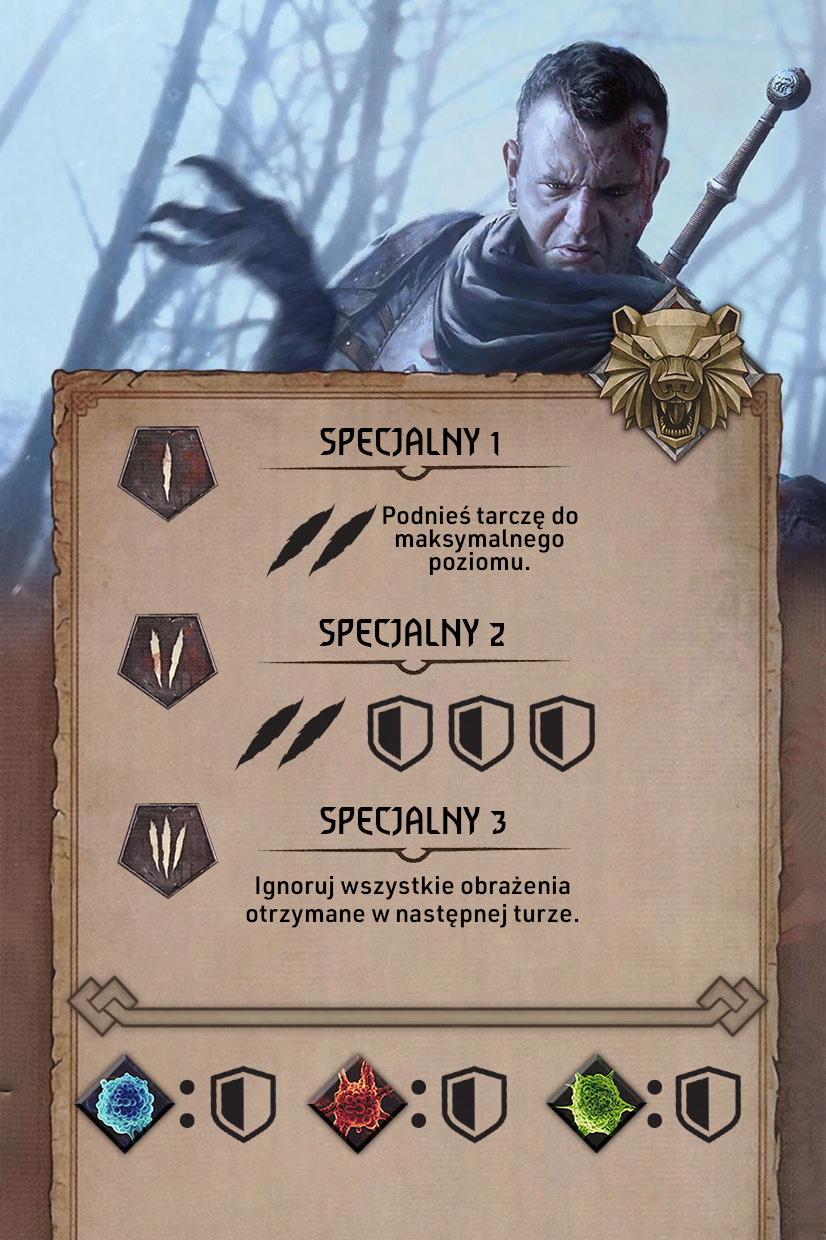 SPECJALNY 1
Podnieś tarczę do
maksymalnego
poziomu.
SPECJALNY 2
SPECJALNY 3
Ignoruj wszystkie obrażenia
otrzymane w następnej turze.